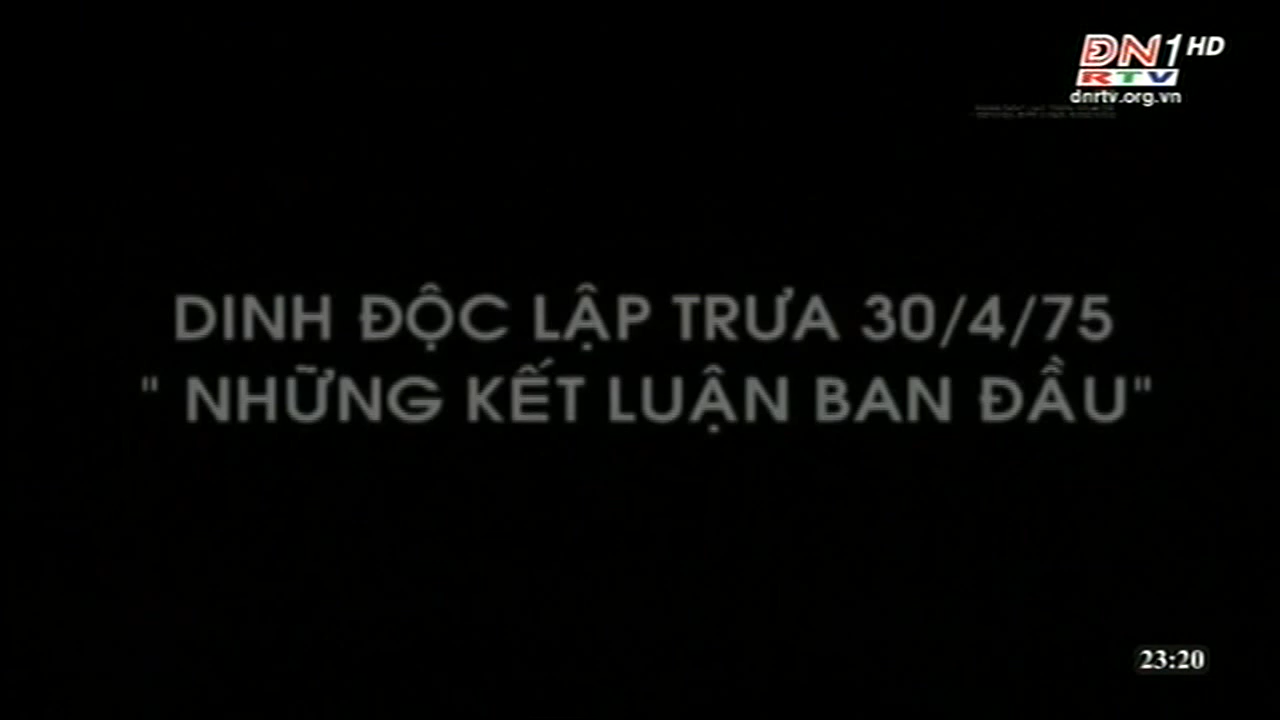 ĐN1 HD
RTV
dnrtv.org.vn
DINH ĐỘC LẬP TRƯA 30/4/75
" NHỮNG KẾT LUẬN BAN ĐẦU"
23:20